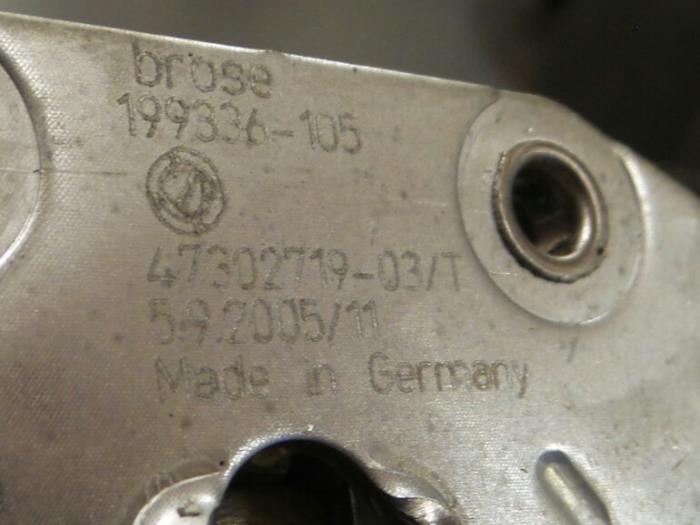 brose
199336-105
47302719-03/T
5.9.2005/11
Made in Germany